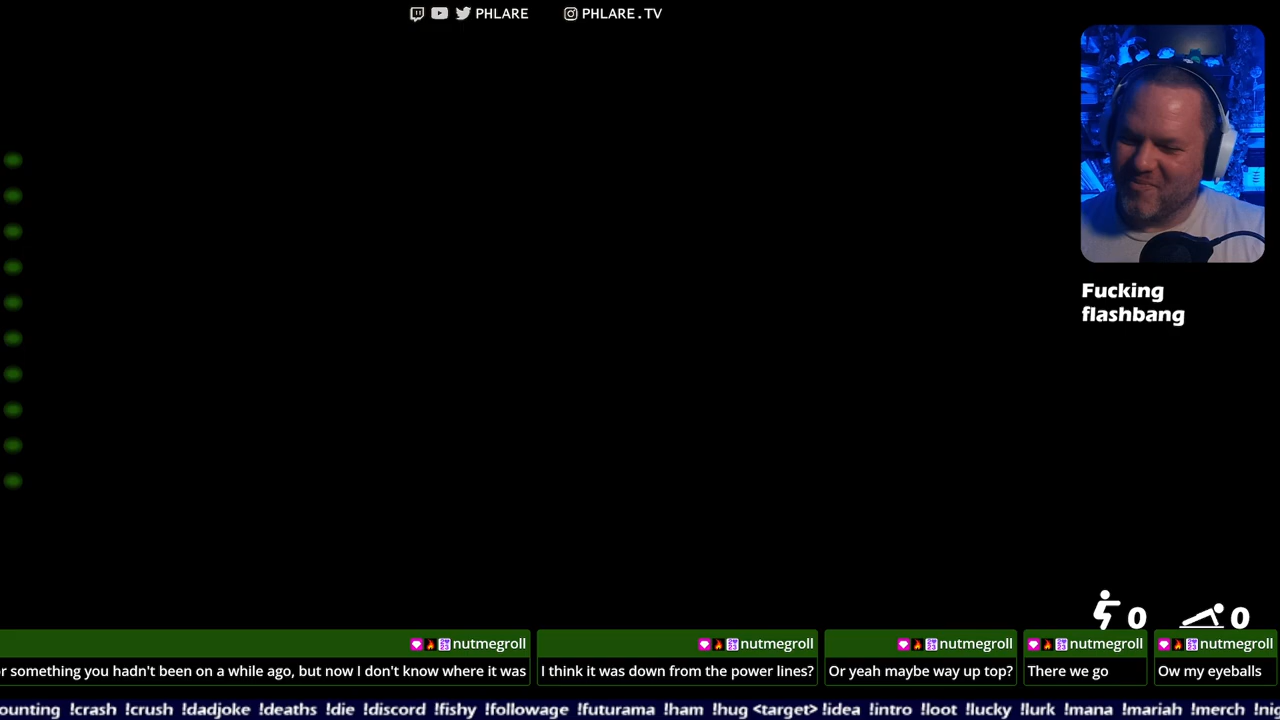 PHLARE PHLARE.TV
Fucking
flashbang
0 0
nutmegroll nutmegroll nutmegroll nutmegroll nutmegroll
something you hadn't been on a while ago, but now I don't know where it was I think it was down from the power lines? Or yeah maybe way up top? There we go Ow my eyeballs
!crash !crush !dadjoke !deaths !die !discord !fishy !followage !futurama !ham !hug <target> !idea !intro !loot !lucky !lurk !mana !mariah !merch